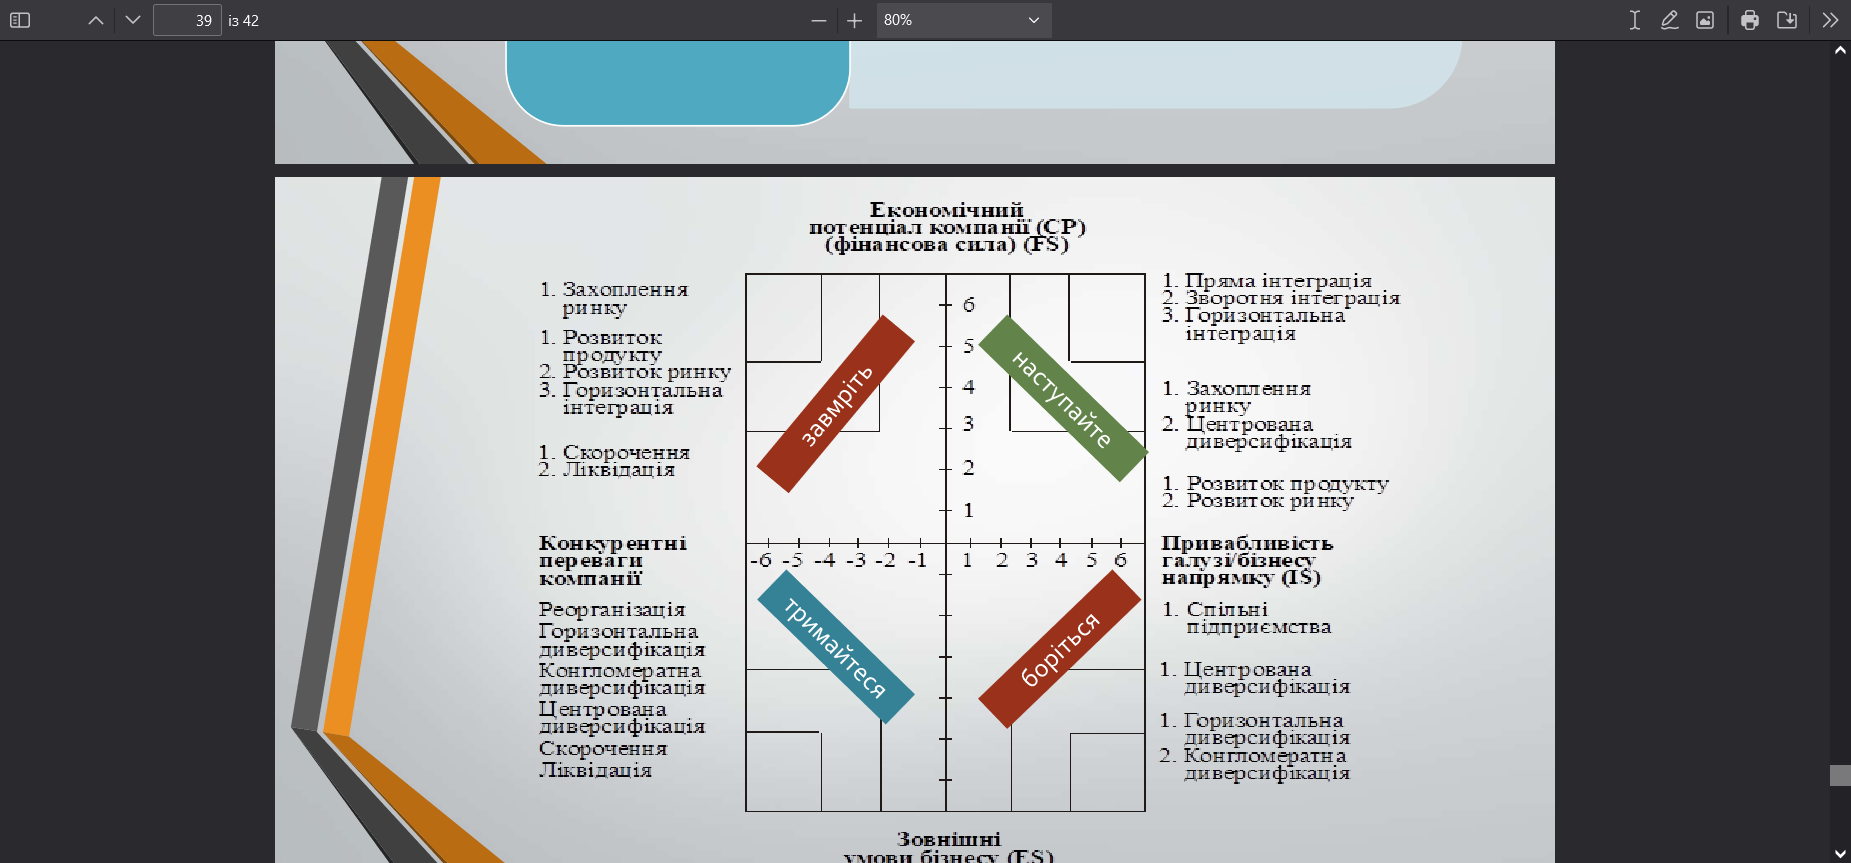 39
із 42
80%
Економічний
потенціал компанії (СР)
(фінансова сила) (FS)
1. Захоплення
ринку
1. Розвиток
продукту
2. Розвиток ринку
3. Горизонтальна
інтеграція
1. Скорочення
2. Ліквідація
Конкурентні
переваги
компанії
Реорганізація
Горизонтальна
диверсифікація
Конгломератна
диверсифікація
Центрована
диверсифікація
Скорочення
Ліквідація
завмріть
наступайте
тримайтеся
боріться
6
5
4
3
2
1
-6 -5 -4 -3 -2 -1 1 2 3 4 5 6
1. Пряма інтеграція
2. Зворотня інтеграція
3. Горизонтальна
інтеграція
1. Захоплення
ринку
2. Центрована
диверсифікація
1. Розвиток продукту
2. Розвиток ринку
Привабливість
галузі/бізнесу
напрямку (IS)
1. Спільні
підприємства
1. Центрована
диверсифікація
1. Горизонтальна
диверсифікація
2. Конгломератна
диверсифікація
Зовнішні
умови бізнесу (ES)